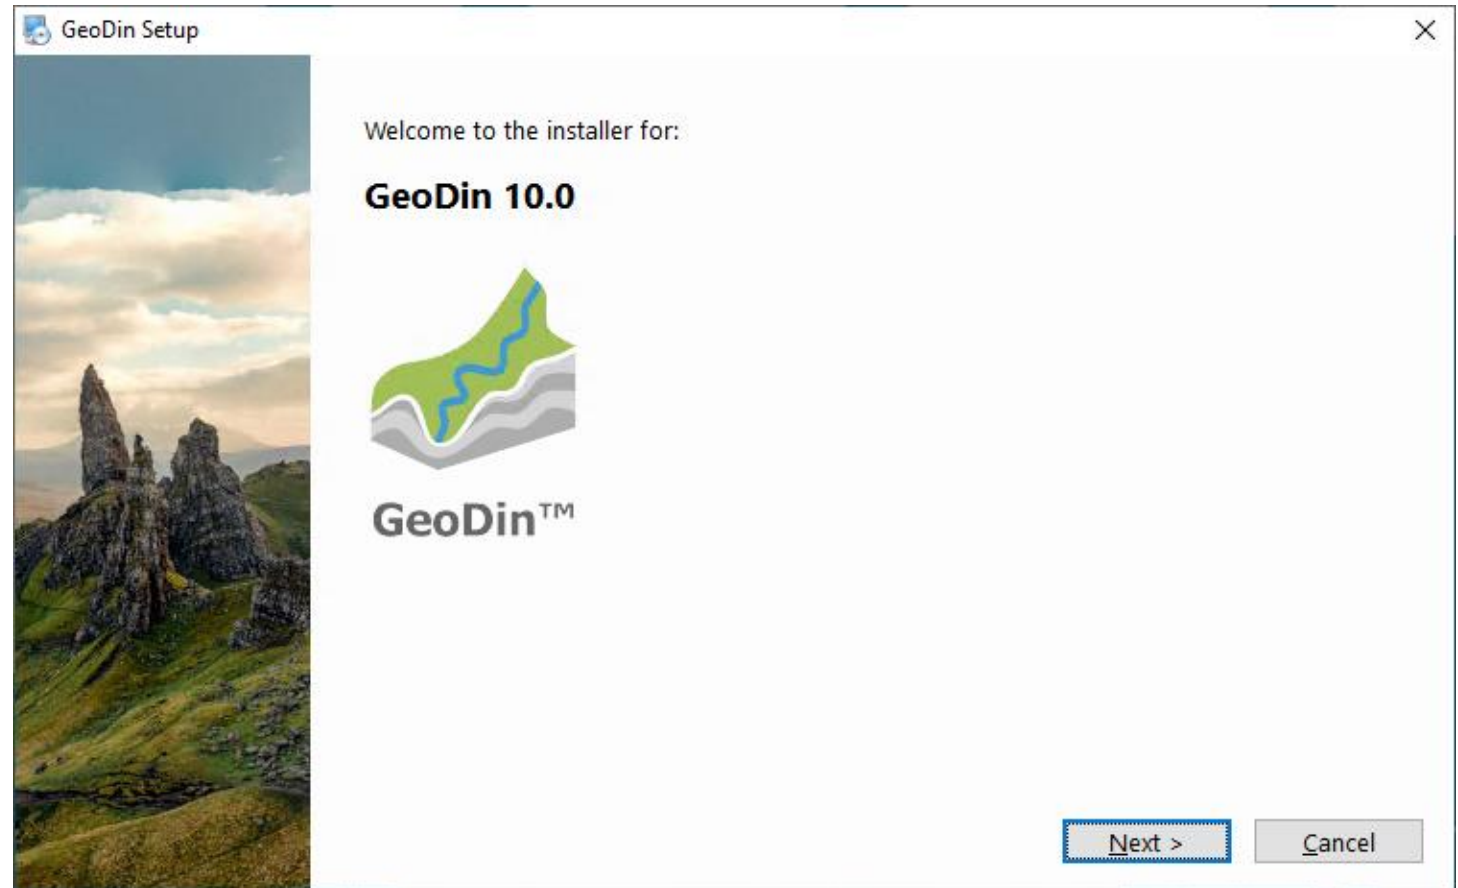 GeoDin Setup
Welcome to the installer for:
GeoDin 10.0
GeoDin™
Next >
Cancel